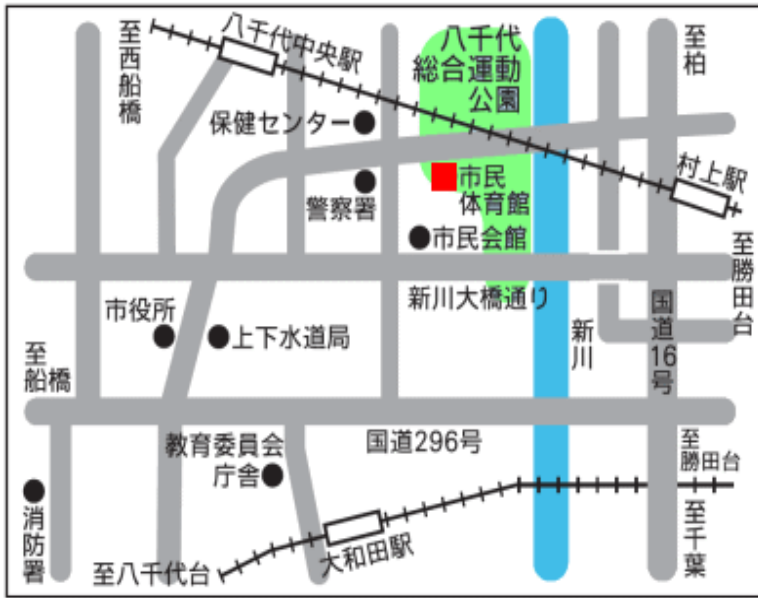 至西船橋
八千代中央駅
八千代
総合運動
公園
至柏
保健センター
村上駅
警察署
市民
体育館
市民会館
至勝田台
新川大橋通り
国道16号
市役所
上下水道局
新川
至
船橋
教育委員会
庁舎
国道296号
至
勝田台
消防署
大和田駅
至千葉
至八千代台